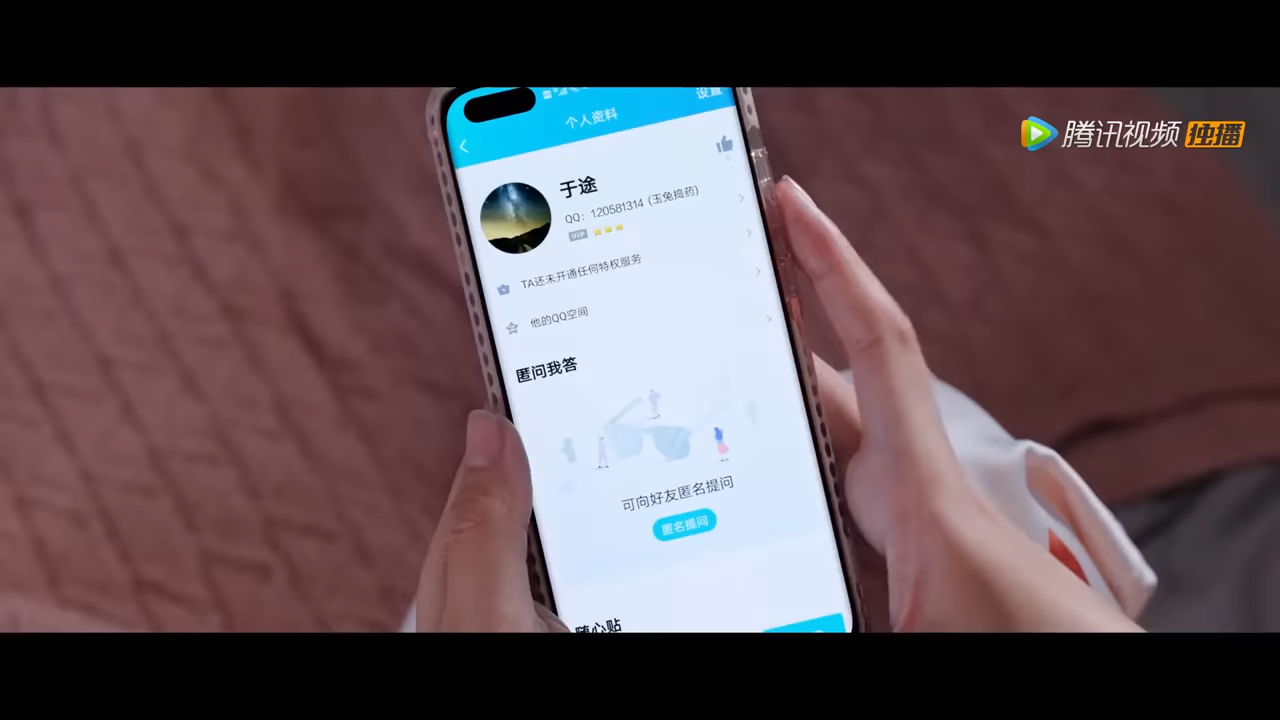 腾讯视频 独播
设置
个人资料
于途
QQ：120581314 (玉兔捣药)
VIP
TA还未开通任何特权服务
他的QQ空间
匿问我答
可向好友匿名提问
匿名提问
随心贴